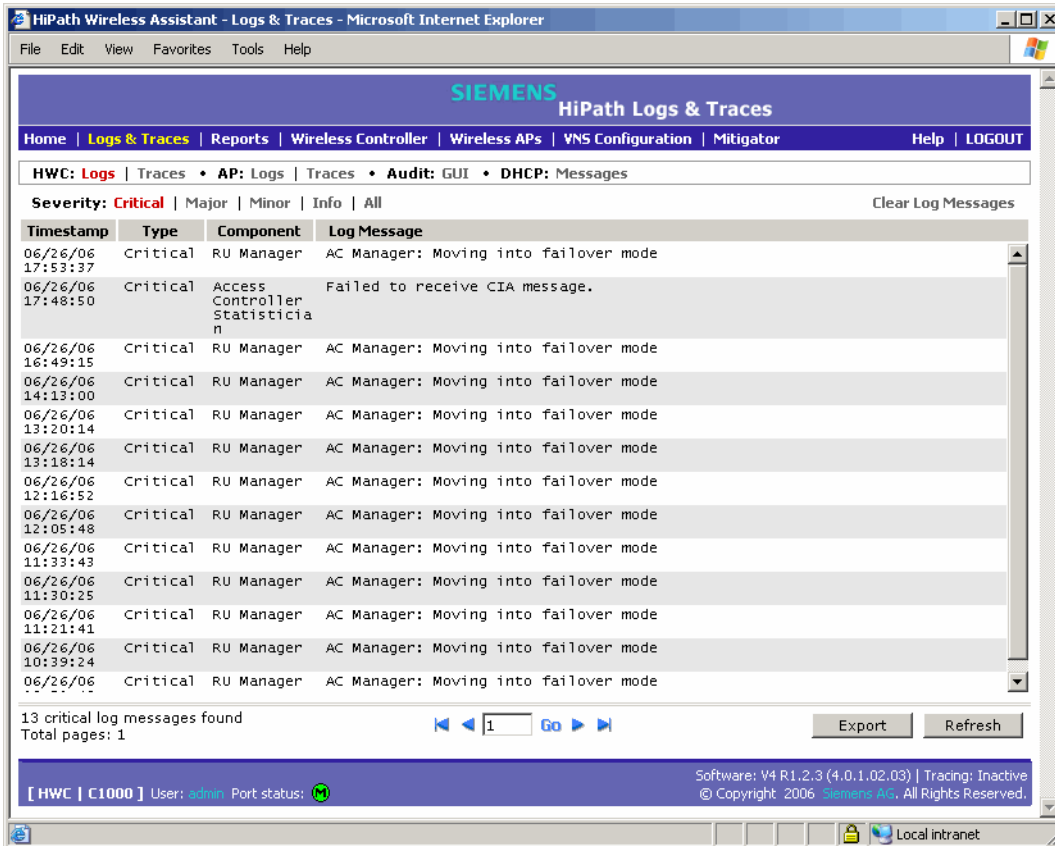 HiPath Wireless Assistant - Logs & Traces - Microsoft Internet Explorer
File Edit View Favorites Tools Help
SIEMENS
HiPath Logs & Traces
Home | Logs & Traces | Reports | Wireless Controller | Wireless APs | VNS Configuration | Mitigator Help | LOGOUT
HWC: Logs | Traces • AP: Logs | Traces • Audit: GUI • DHCP: Messages
Severity: Critical | Major | Minor | Info | All Clear Log Messages
Timestamp Type Component Log Message
06/26/06 Critical RU Manager AC Manager: Moving into failover mode
17:53:37
06/26/06 Critical Access Failed to receive CIA message.
17:48:50 Controller
Statisticia
n
06/26/06 Critical RU Manager AC Manager: Moving into failover mode
16:49:15
06/26/06 Critical RU Manager AC Manager: Moving into failover mode
14:13:00
06/26/06 Critical RU Manager AC Manager: Moving into failover mode
13:20:14
06/26/06 Critical RU Manager AC Manager: Moving into failover mode
13:18:14
06/26/06 Critical RU Manager AC Manager: Moving into failover mode
12:16:52
06/26/06 Critical RU Manager AC Manager: Moving into failover mode
12:05:48
06/26/06 Critical RU Manager AC Manager: Moving into failover mode
11:33:43
06/26/06 Critical RU Manager AC Manager: Moving into failover mode
11:30:25
06/26/06 Critical RU Manager AC Manager: Moving into failover mode
11:21:41
06/26/06 Critical RU Manager AC Manager: Moving into failover mode
10:39:24
06/26/06 Critical RU Manager AC Manager: Moving into failover mode
13 critical log messages found
Total pages: 1
1 Go
Export Refresh
Software: V4 R1.2.3 (4.0.1.02.03) | Tracing: Inactive
[ HWC | C1000 ] User: admin Port status: M
© Copyright 2006 Siemens AG. All Rights Reserved.
Local intranet